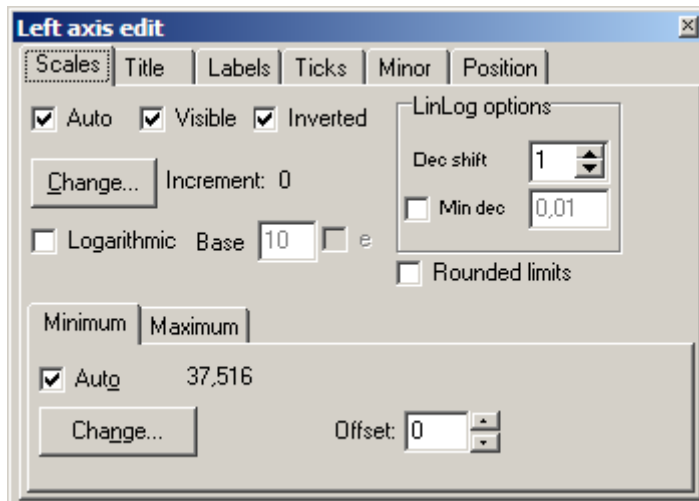 Left axis edit
Scales Title Labels Ticks Minor Position
Auto Visible Inverted
LinLog options
Dec shift 1
Change... Increment: 0
Min dec 0,01
Logarithmic Base 10 e
Rounded limits
Minimum Maximum
Auto 37,516
Change... Offset: 0